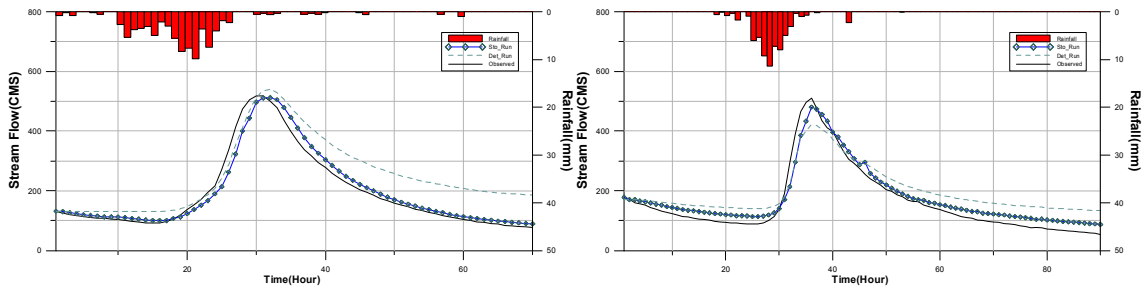 800
600
400
200
0
Stream Flow(CMS)
0
10
20
30
40
50
Rainfall(mm)
20
40
60
Time(Hour)
Rainfall
Sto_Run
Det_Run
Observed
800
600
400
200
0
Stream Flow(CMS)
0
10
20
30
40
50
Rainfall(mm)
20
40
60
80
Time(Hour)
Rainfall
Sto_Run
Det_Run
Observed